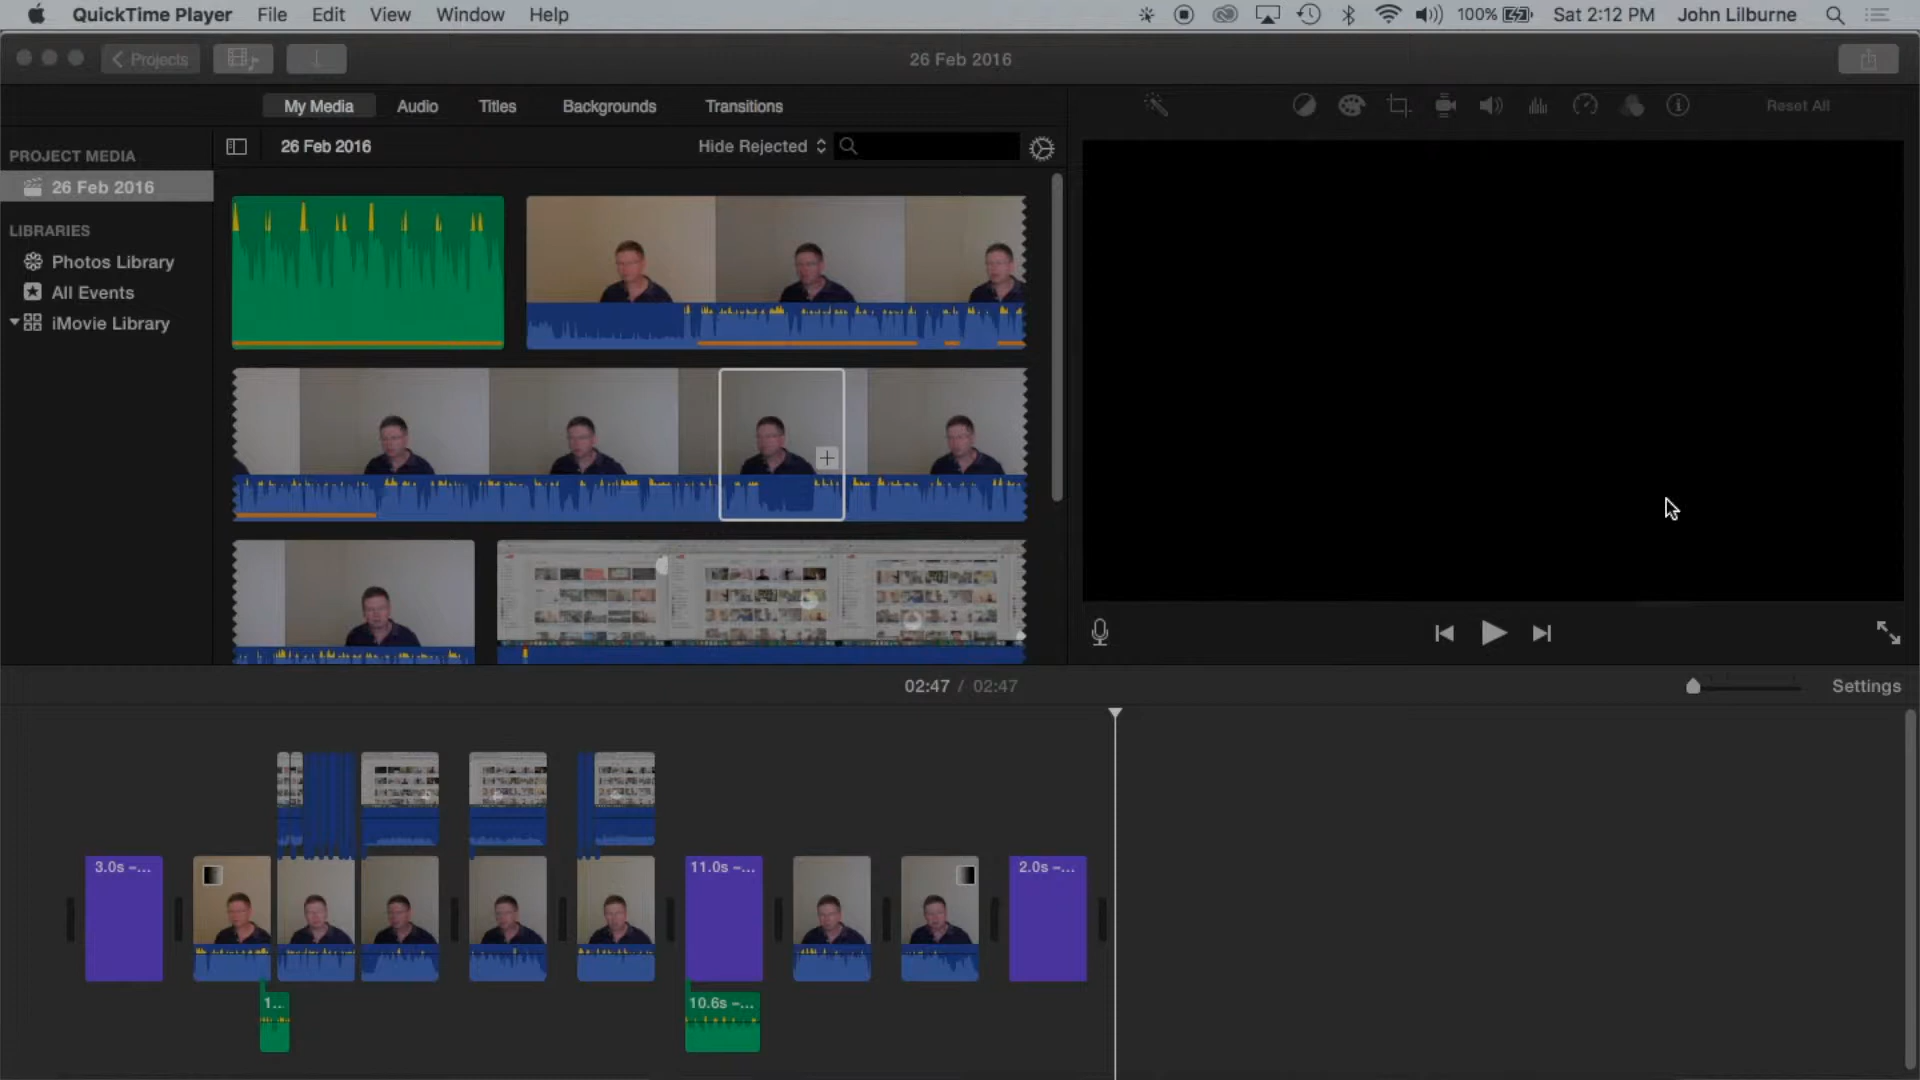 QuickTime Player File Edit View Window Help 100% Sat 2:12 PM John Lilburne
Projects 26 Feb 2016
My Media Audio Titles Backgrounds Transitions Reset All
26 Feb 2016 Hide Rejected
PROJECT MEDIA
26 Feb 2016
LIBRARIES
Photos Library
All Events
iMovie Library
02:47 / 02:47 Settings
3.0s –... 11.0s –... 2.0s –...
1... 10.6s –...